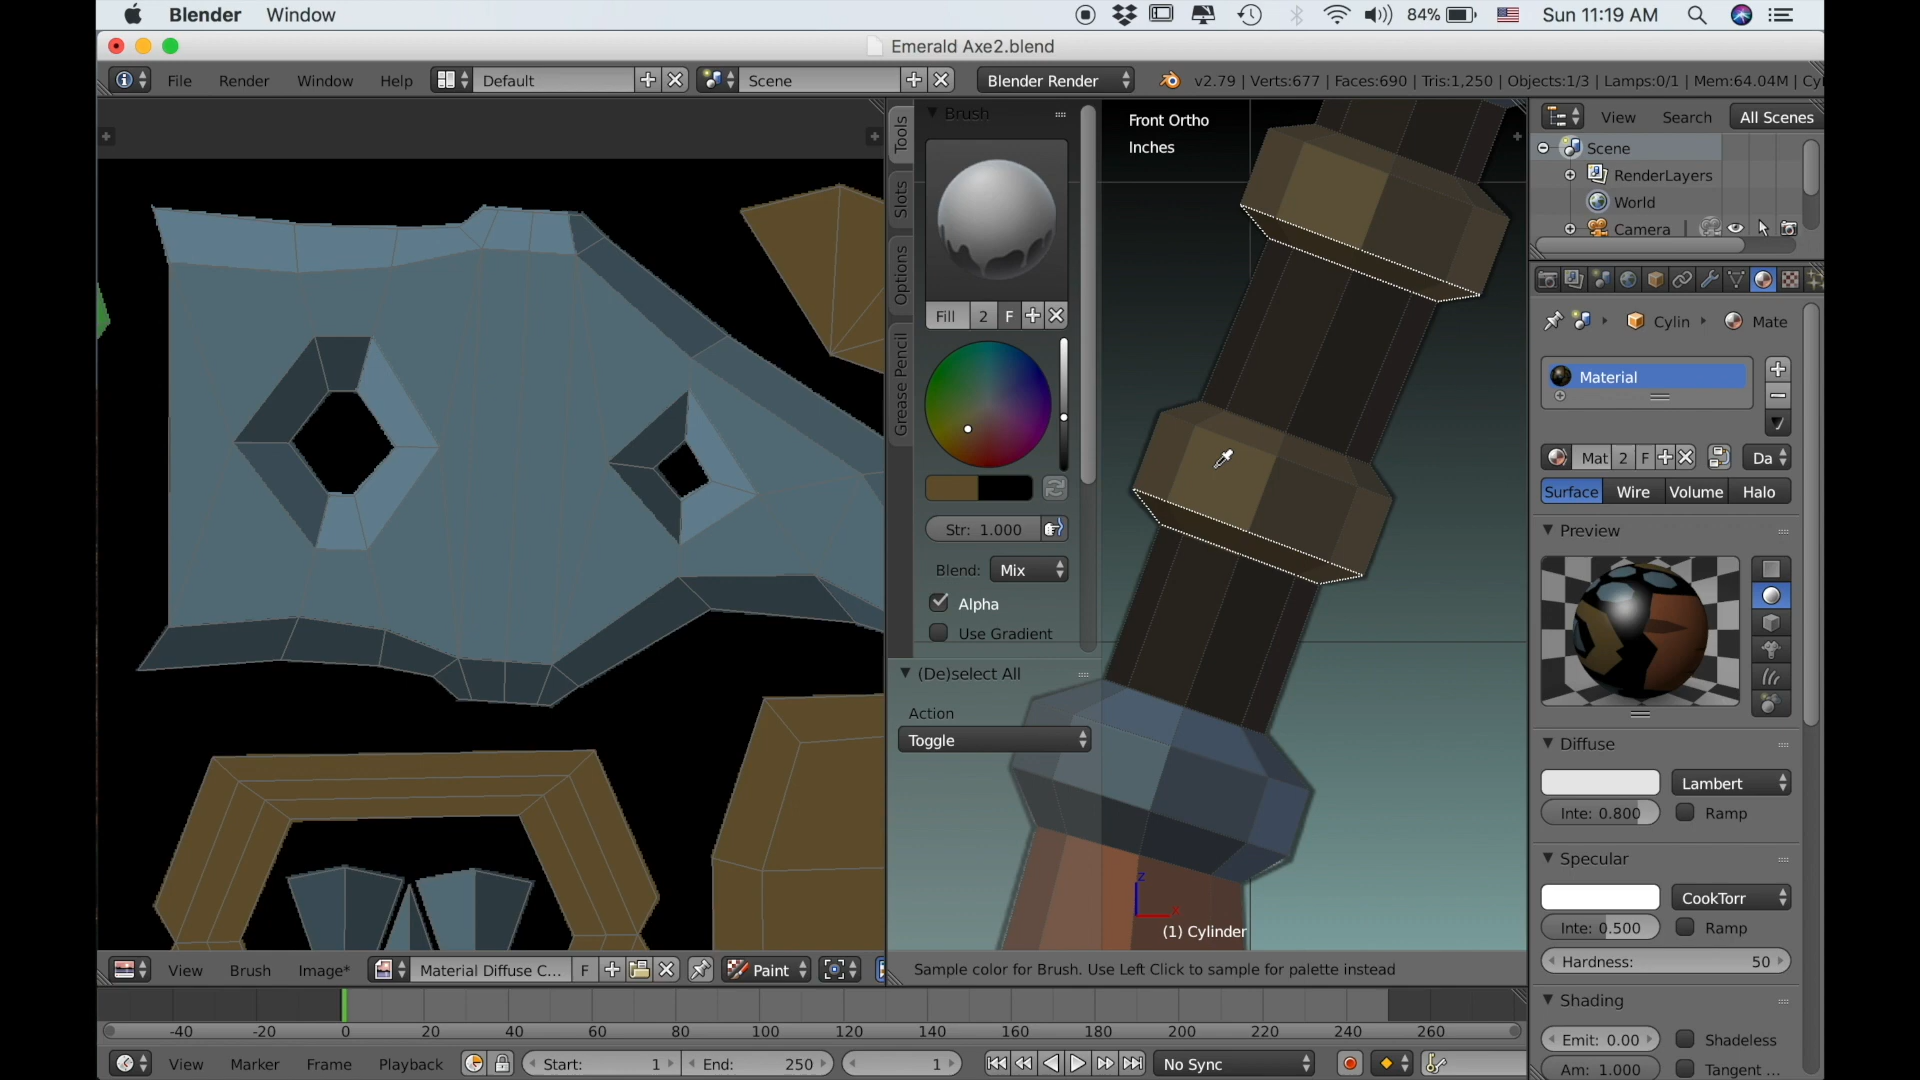 Blender Window 84% Sun 11:19 AM
Emerald Axe2.blend
File Render Window Help Default Scene Blender Render v2.79 | Verts:677 | Faces:690 | Tris:1,250 | Objects:1/3 | Lamps:0/1 | Mem:64.04M | Cy
Tools
Slots
Options
Grease Pencil
Brush
Fill 2 F
Str: 1.000
Blend: Mix
Alpha
Use Gradient
(De)select All
Action
Toggle
Front Ortho
Inches
z
x
(1) Cylinder
Sample color for Brush. Use Left Click to sample for palette instead
View Search All Scenes
Scene
RenderLayers
World
Camera
Cylin Mate
Material
Mat 2 F Da
Surface Wire Volume Halo
Preview
Diffuse
Lambert
Inte: 0.800 Ramp
Specular
CookTorr
Inte: 0.500 Ramp
Hardness: 50
Shading
Emit: 0.00 Shadeless
Am: 1.000 Tangent ...
View Brush Image* Material Diffuse C... F Paint
-40 -20 0 20 40 60 80 100 120 140 160 180 200 220 240 260
View Marker Frame Playback Start: 1 End: 250 1 No Sync